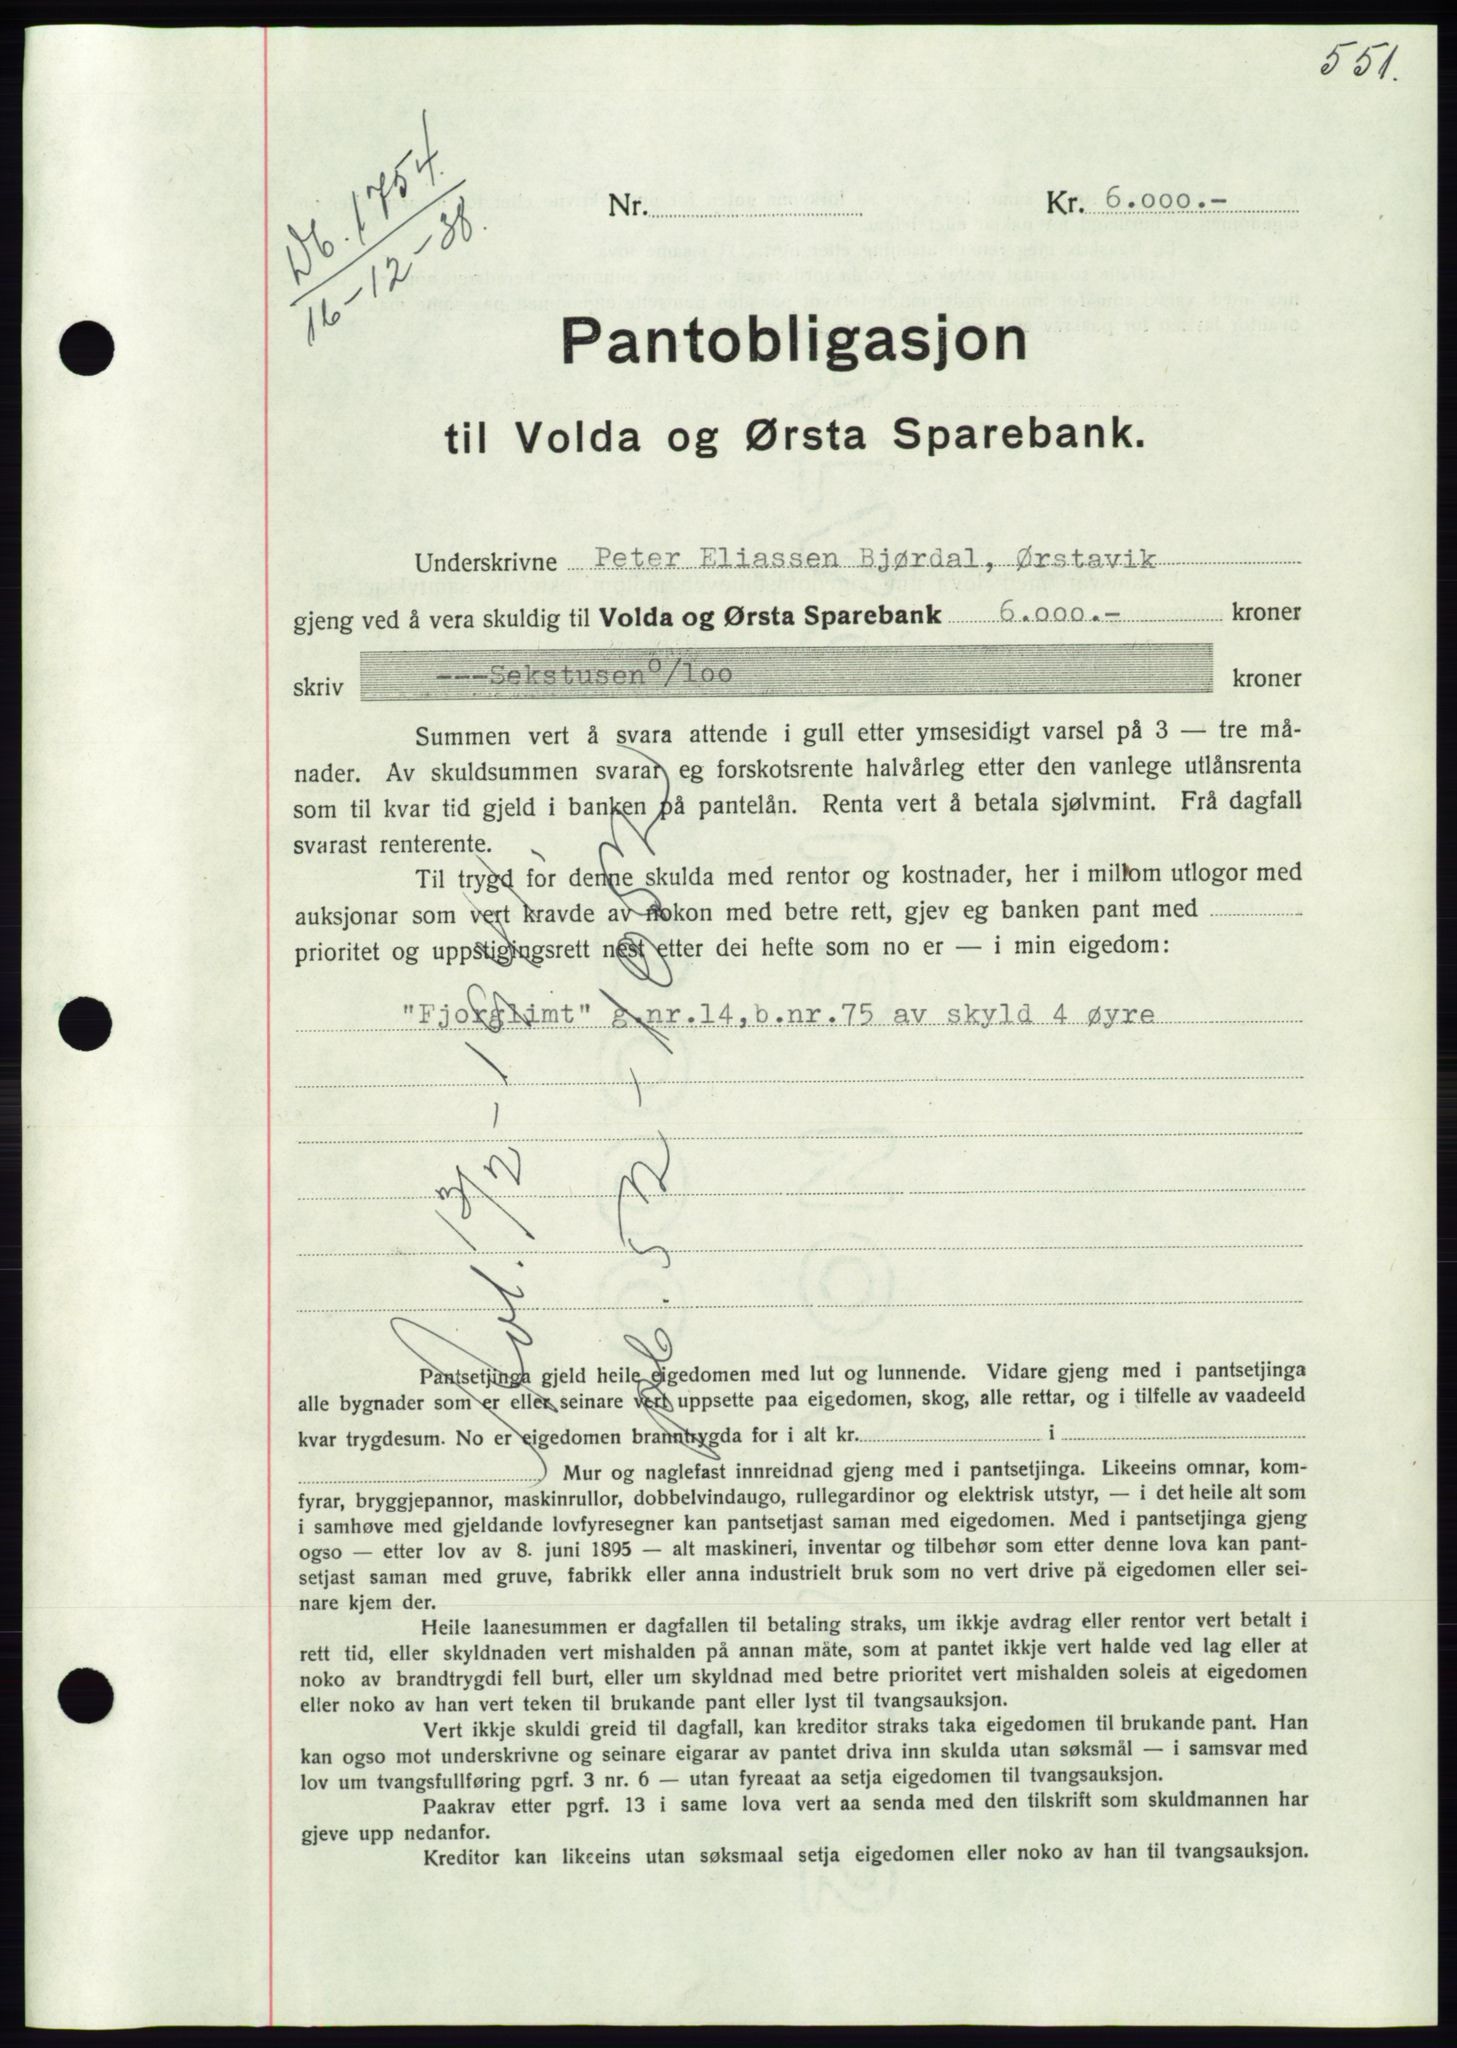 551.
Db. 1754.
16-12-38.
Nr. Kr. 6.000.-
Pantobligasjon
til Volda og Ørsta Sparebank.
Underskrivne Peter Eliassen Bjørdal, Ørstavik
gjeng ved å vera skuldig til Volda og Ørsta Sparebank 6.000.- kroner
skriv ---Sekstusen⁰/100 kroner
Summen vert å svara attende i gull etter ymsesidigt varsel på 3 — tre må-
nader. Av skuldsummen svarar eg forskotsrente halvårleg etter den vanlege utlånsrenta
som til kvar tid gjeld i banken på pantelån. Renta vert å betala sjølvmint. Frå dagfall
svarast renterente.
Til trygd for denne skulda med rentor og kostnader, her i millom utlogor med
auksjonar som vert kravde av nokon med betre rett, gjev eg banken pant med
prioritet og uppstigingsrett nest etter dei hefte som no er — i min eigedom:
"Fjorglimt" g.nr.14,b.nr.75 av skyld 4 øyre
Pantsetjinga gjeld heile eigedomen med lut og lunnende. Vidare gjeng med i pantsetjinga
alle bygnader som er eller seinare vert uppsette paa eigedomen, skog, alle rettar, og i tilfelle av vaadeeld
kvar trygdesum. No er eigedomen branntrygda for i alt kr. i
Mur og naglefast innreidnad gjeng med i pantsetjinga. Likeeins omnar, kom-
fyrar, bryggjepannor, maskinrullor, dobbelvindaugo, rullegardinor og elektrisk utstyr, — i det heile alt som
i samhøve med gjeldande lovfyresegner kan pantsetjast saman med eigedomen. Med i pantsetjinga gjeng
ogso — etter lov av 8. juni 1895 — alt maskineri, inventar og tilbehør som etter denne lova kan pant-
setjast saman med gruve, fabrikk eller anna industrielt bruk som no vert drive på eigedomen eller sei-
nare kjem der.
Heile laanesummen er dagfallen til betaling straks, um ikkje avdrag eller rentor vert betalt i
rett tid, eller skyldnaden vert mishalden på annan måte, som at pantet ikkje vert halde ved lag eller at
noko av brandtrygdi fell burt, eller um skyldnad med betre prioritet vert mishalden soleis at eigedomen
eller noko av han vert teken til brukande pant eller lyst til tvangsauksjon.
Vert ikkje skuldi greid til dagfall, kan kreditor straks taka eigedomen til brukande pant. Han
kan ogso mot underskrivne og seinare eigarar av pantet driva inn skulda utan søksmål — i samsvar med
lov um tvangsfullføring pgrf. 3 nr. 6 — utan fyreaat aa setja eigedomen til tvangsauksjon.
Paakrav etter pgrf. 13 i same lova vert aa senda med den tilskrift som skuldmannen har
gjeve upp nedanfor.
Kreditor kan likeeins utan søksmaal setja eigedomen eller noko av han til tvangsauksjon.